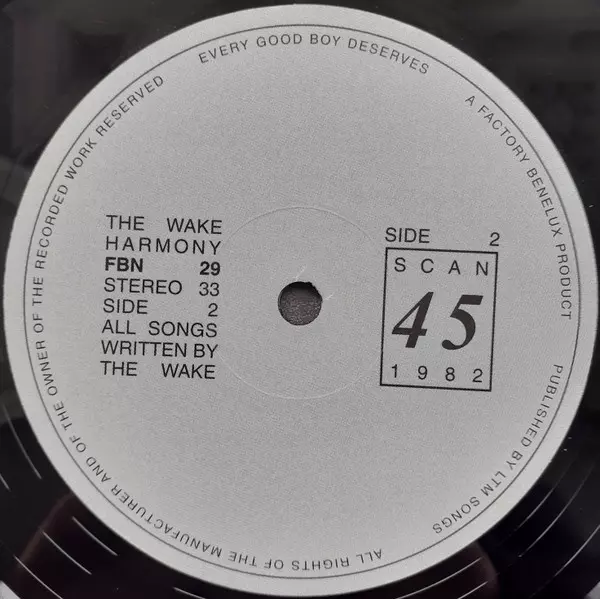 EVERY GOOD BOY DESERVES
A FACTORY BENELUX PRODUCT
PUBLISHED BY LTM SONGS
ALL RIGHTS OF THE MANUFACTURER AND OF THE OWNER OF THE RECORDED WORK RESERVED
THE WAKE
HARMONY
FBN 29
STEREO 33
SIDE 2
ALL SONGS
WRITTEN BY
THE WAKE
SIDE 2
SCAN
45
1982